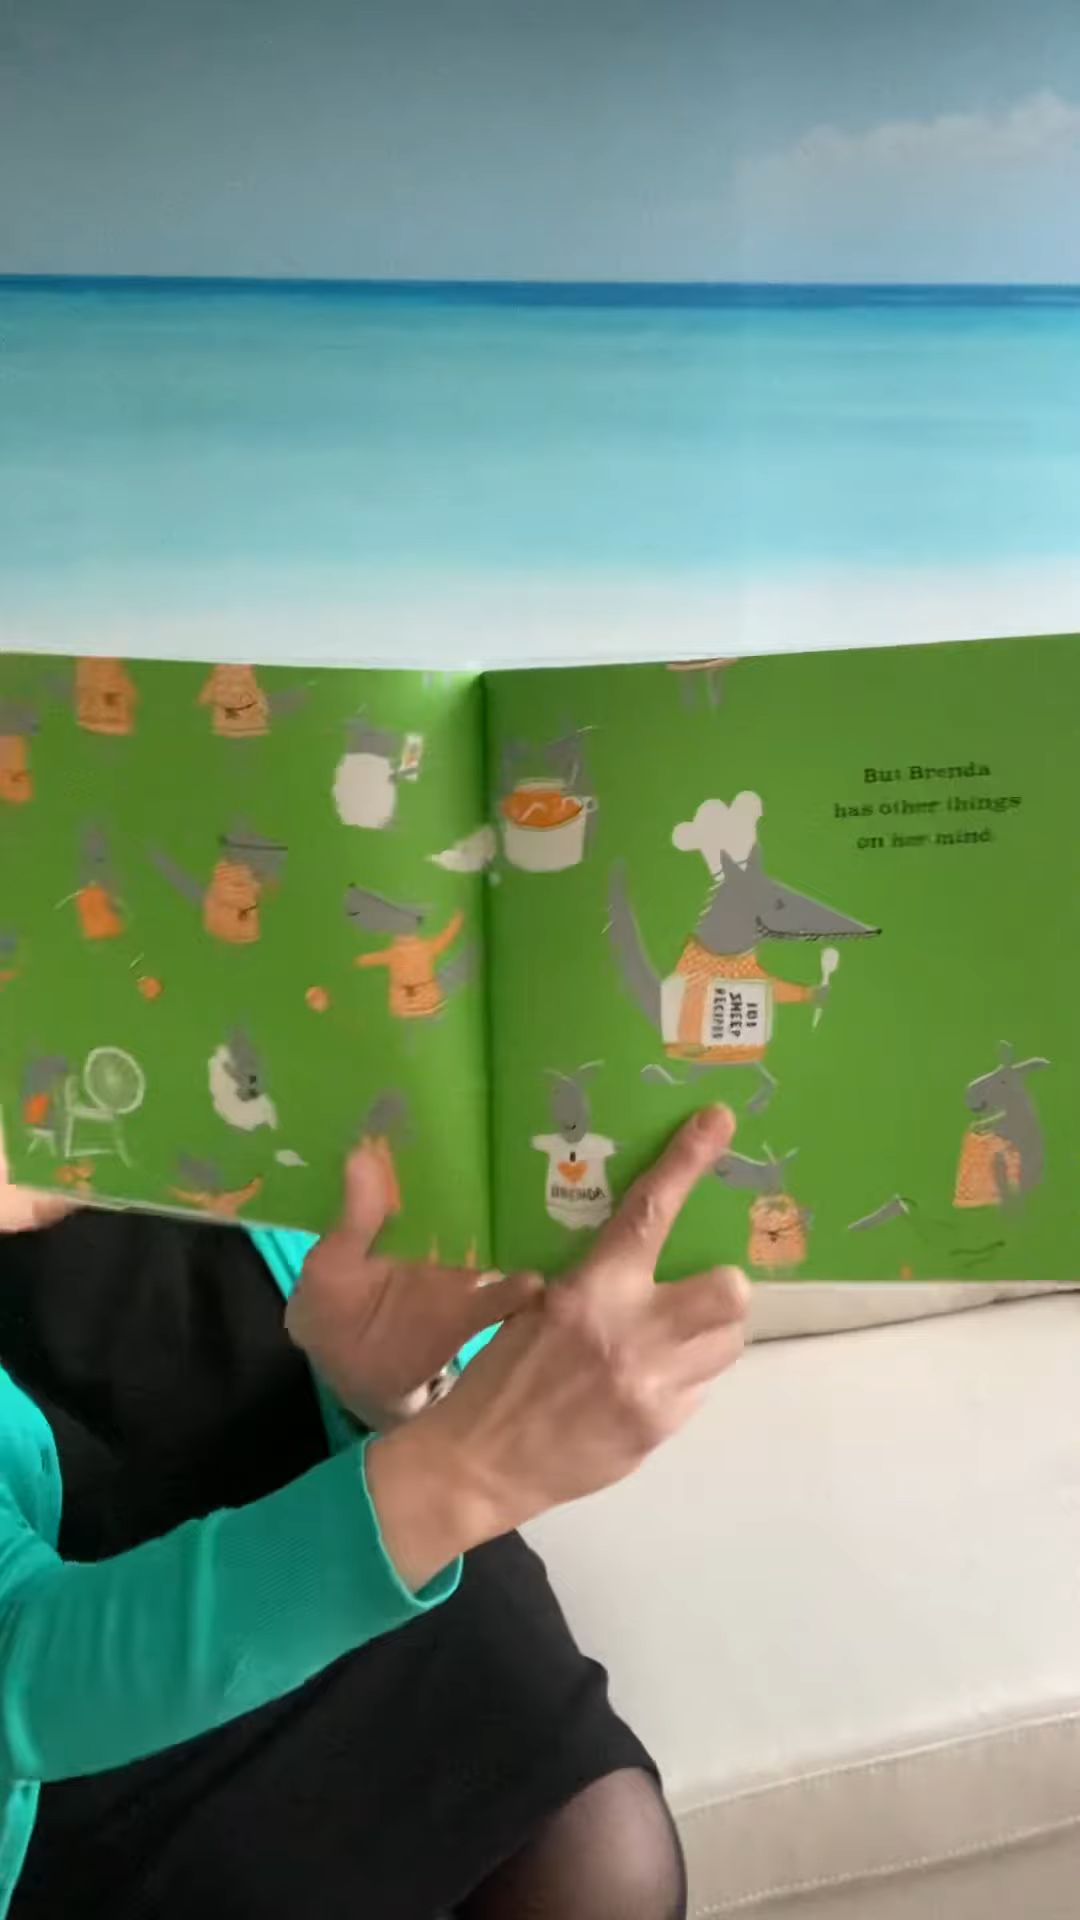 But Brenda
has other things
on her mind.
101
SHEEP
RECIPES
I
BRENDA